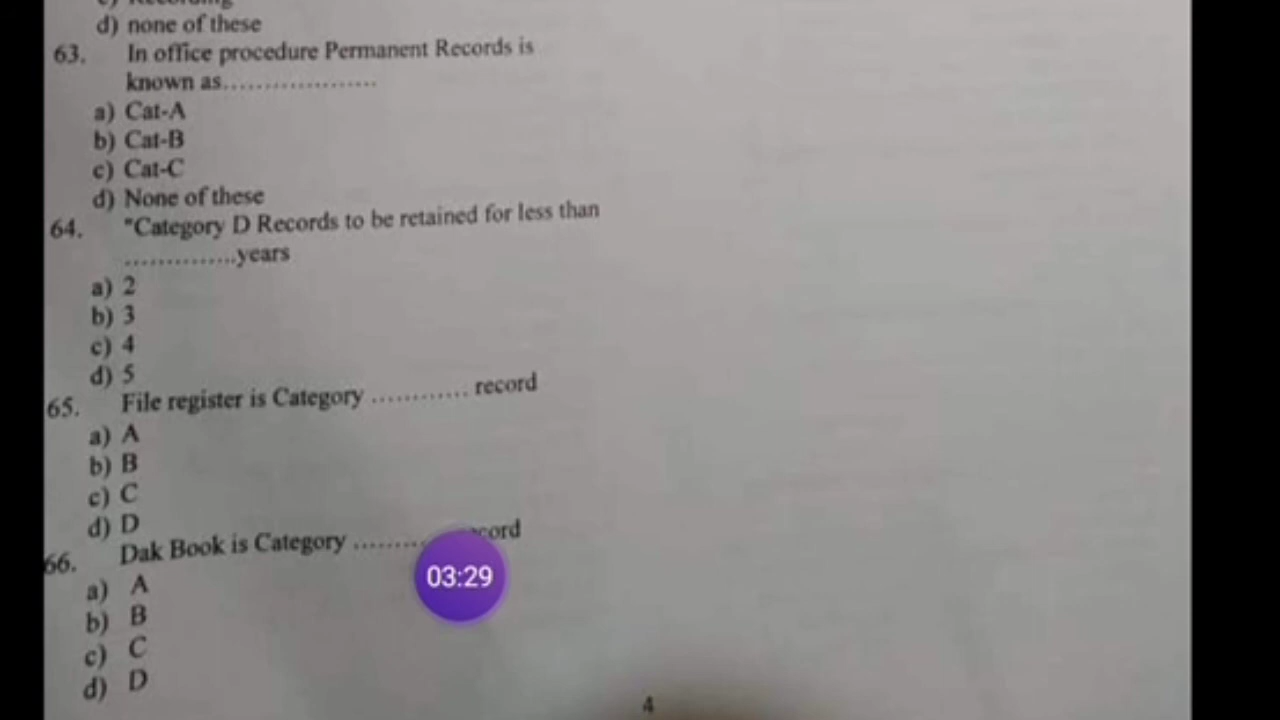 d) none of these
63. In office procedure Permanent Records is
known as...................
a) Cat-A
b) Cat-B
c) Cat-C
d) None of these
64. "Category D Records to be retained for less than
..............years
a) 2
b) 3
c) 4
d) 5
65. File register is Category ............ record
a) A
b) B
c) C
d) D
66. Dak Book is Category .........
a) A
b) B
c) C
d) D
03:29
4